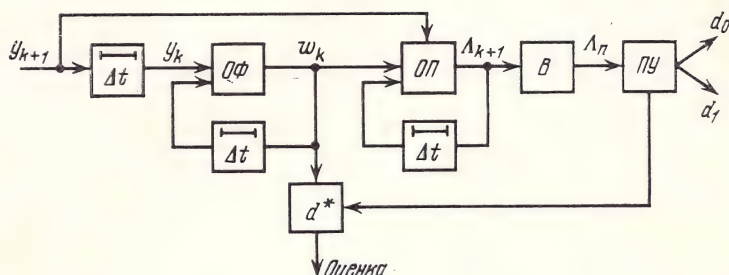 y_{k+1} Δt y_k ОФ w_k ОП Λ_{k+1} В Λ_n ПУ d_0
d_1
Δt Δt
d*
Оценка